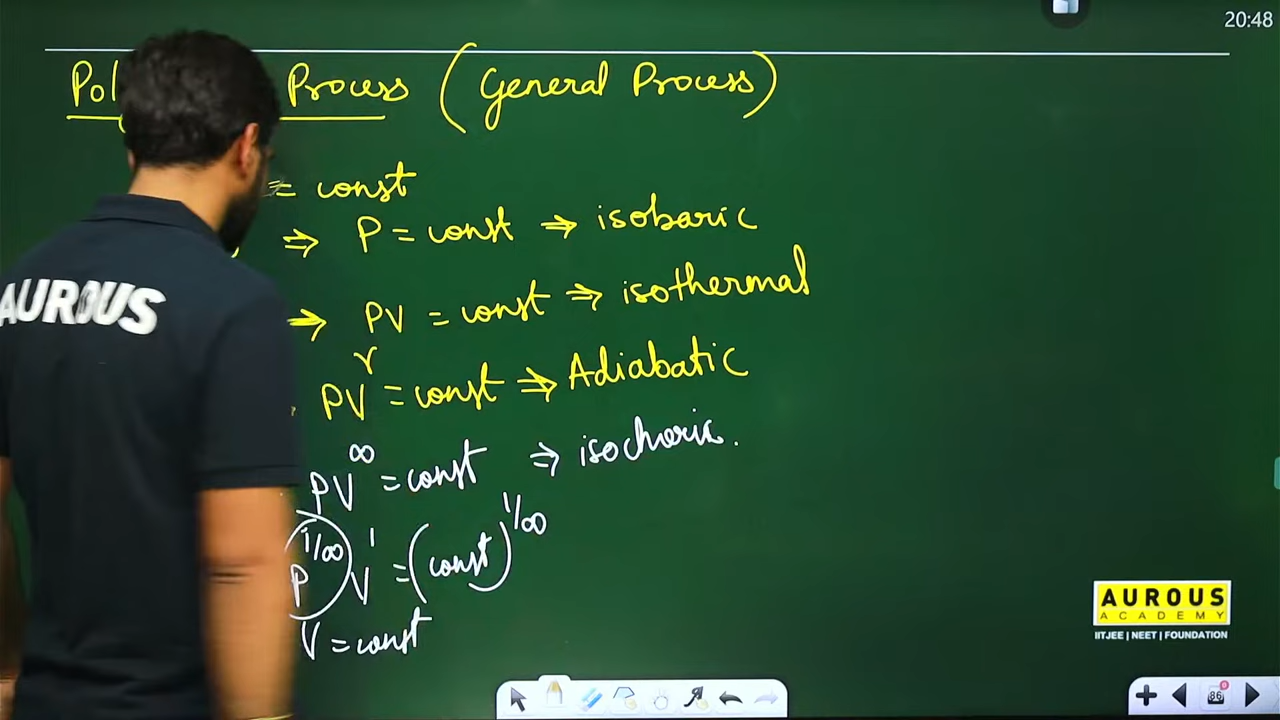 20:48
Pol Process (General Process)
= const
⇒ P = const ⇒ isobaric
⇒ PV = const ⇒ isothermal
PV^γ = const ⇒ Adiabatic
PV^∞ = const ⇒ isochoric.
P^1/∞ V^1 = (const)^1/∞
V = const
AUROUS
AUROUS
ACADEMY
IITJEE | NEET | FOUNDATION
86